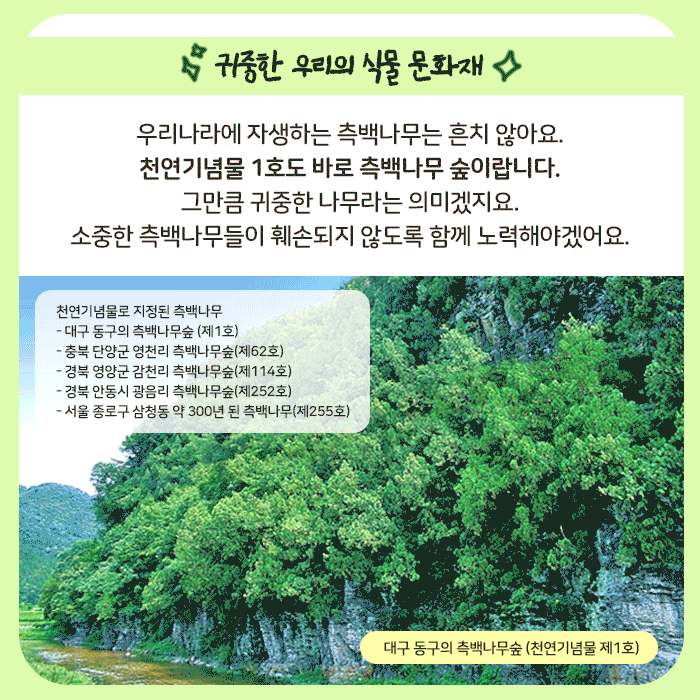 귀중한 우리의 식물 문화재
우리나라에 자생하는 측백나무는 흔치 않아요.
천연기념물 1호도 바로 측백나무 숲이랍니다.
그만큼 귀중한 나무라는 의미겠지요.
소중한 측백나무들이 훼손되지 않도록 함께 노력해야겠어요.
천연기념물로 지정된 측백나무
- 대구 동구의 측백나무숲 (제1호)
- 충북 단양군 영천리 측백나무숲(제62호)
- 경북 영양군 감천리 측백나무숲(제114호)
- 경북 안동시 광음리 측백나무숲(제252호)
- 서울 종로구 삼청동 약 300년 된 측백나무(제255호)
대구 동구의 측백나무숲 (천연기념물 제1호)